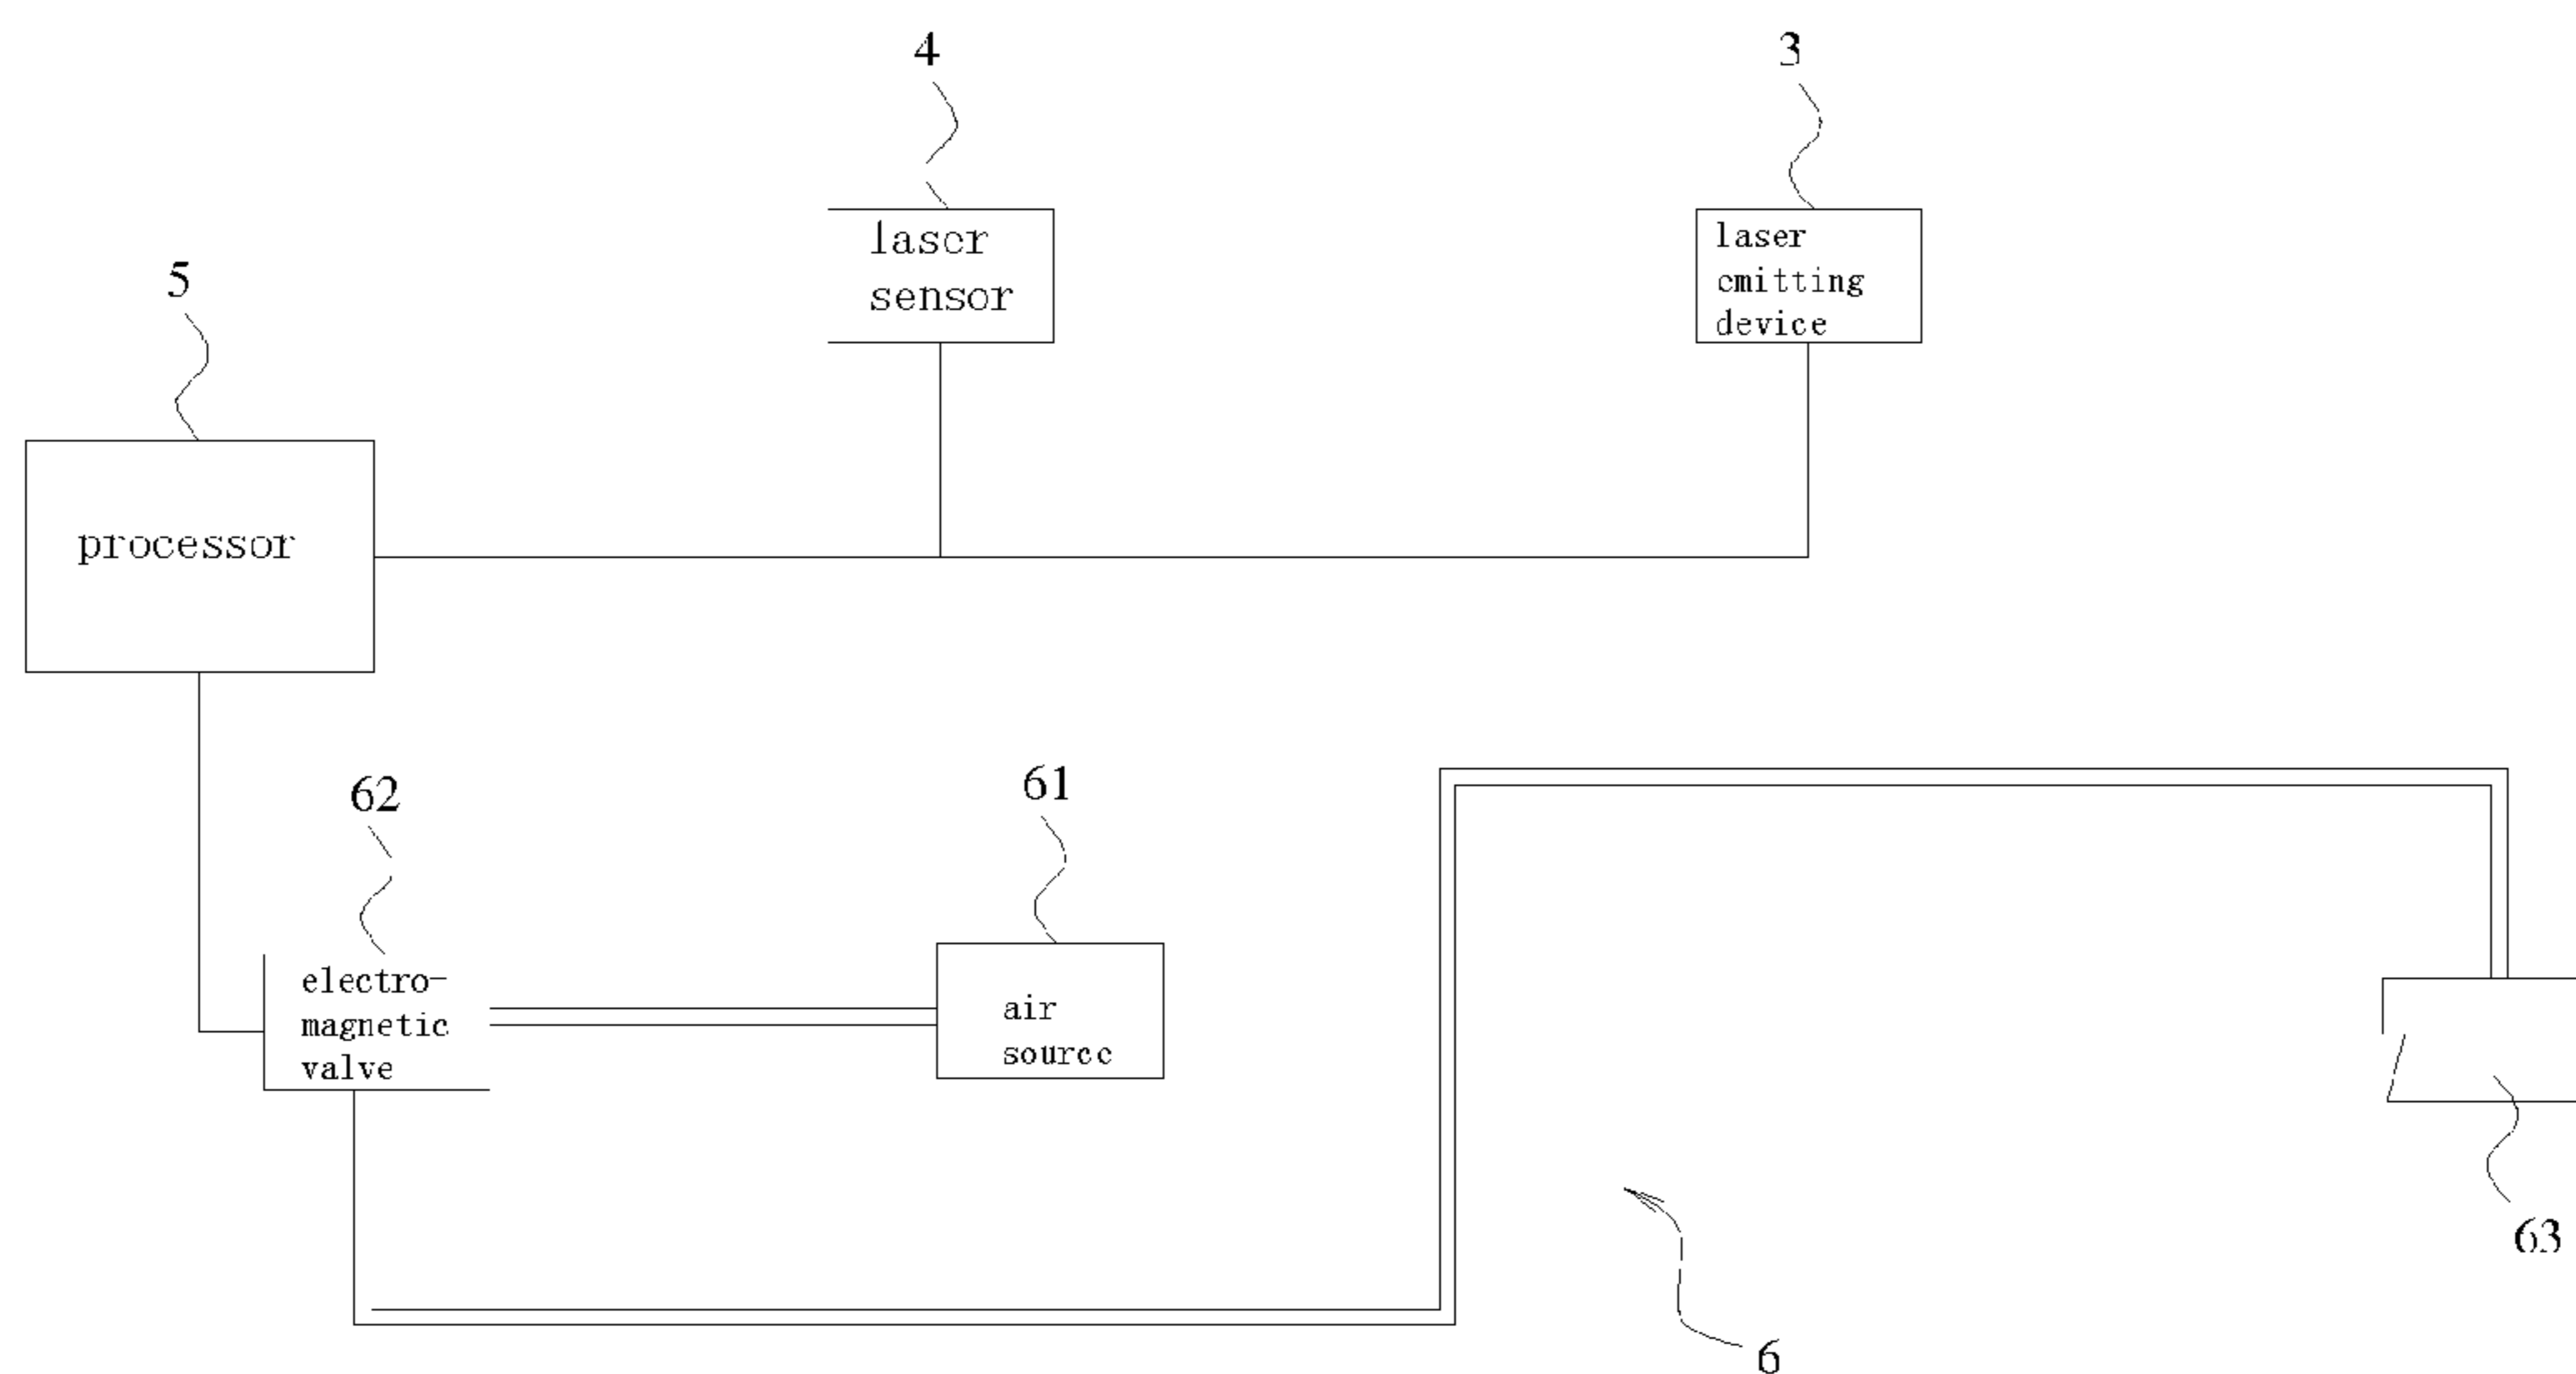 4
3
laser
sensor
laser
emitting
device
5
processor
62
61
electro-
magnetic
valve
air
source
63
6